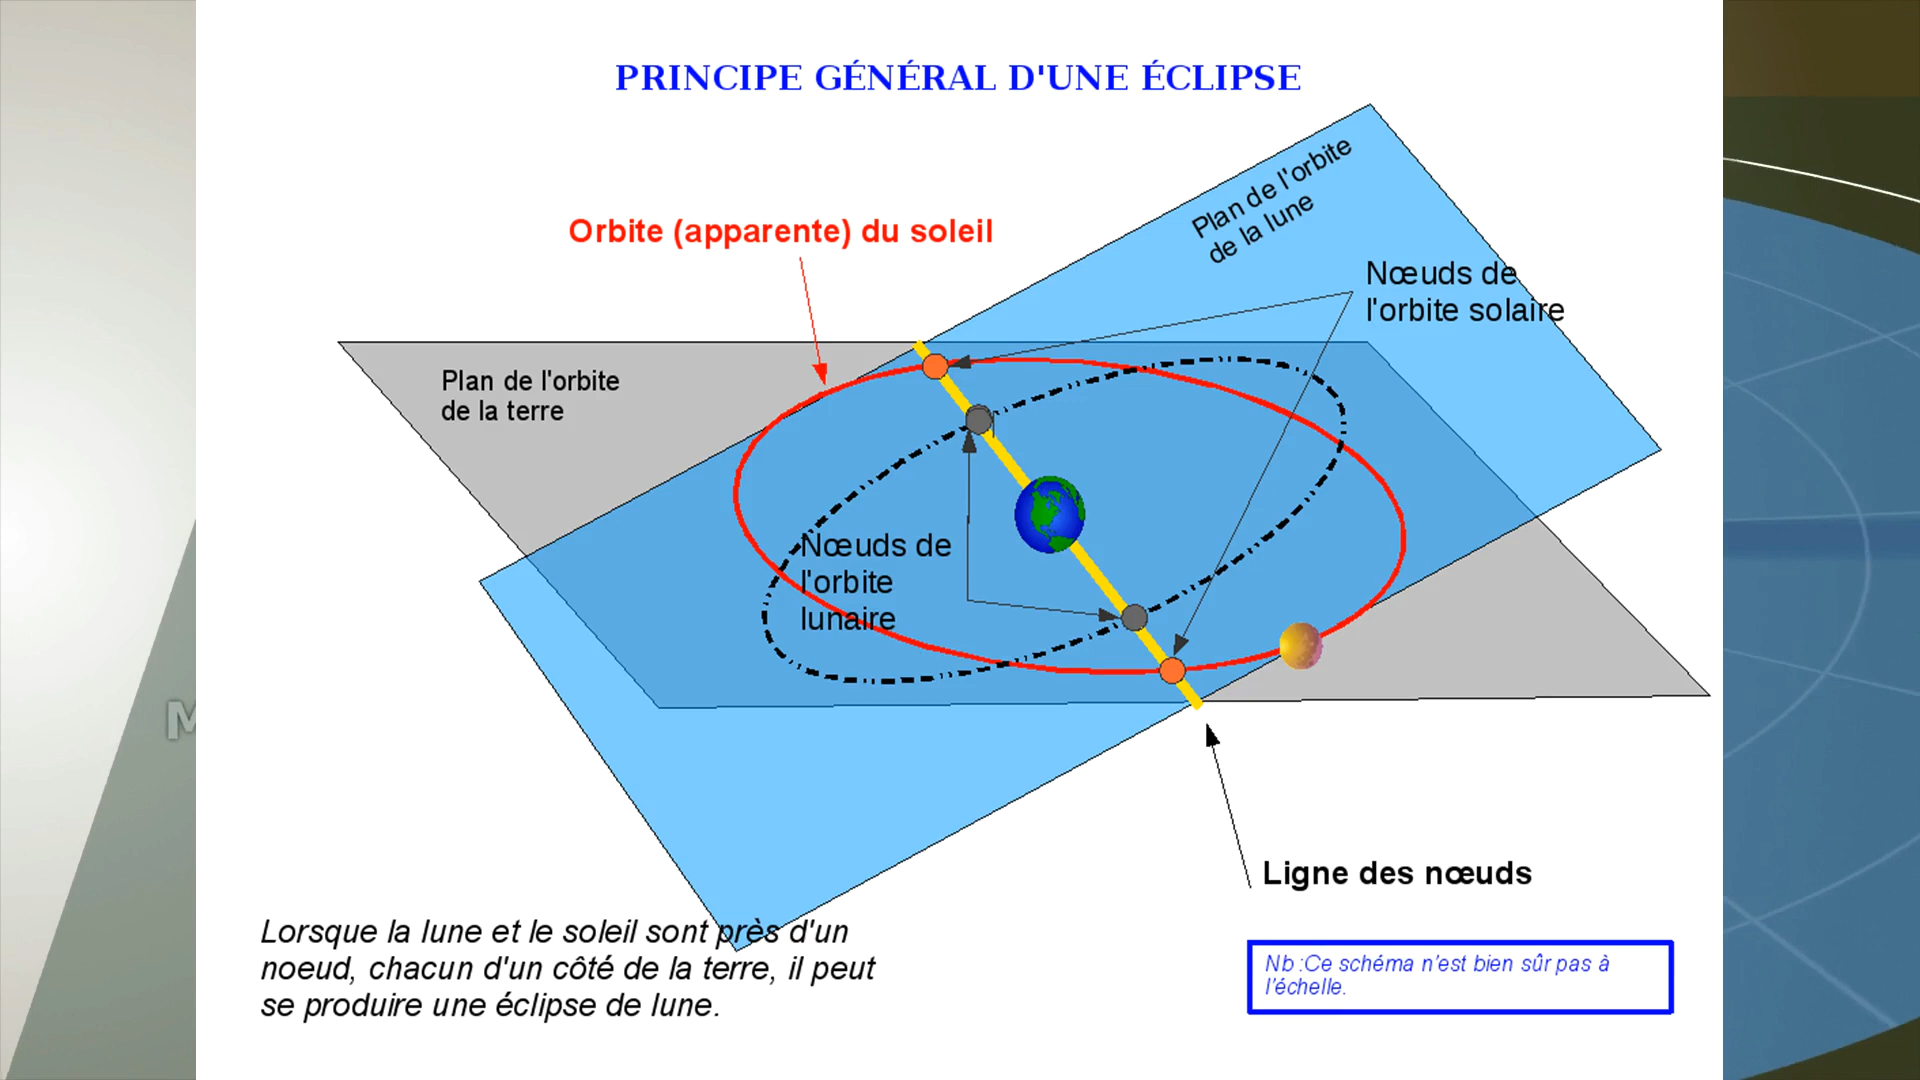 PRINCIPE GÉNÉRAL D'UNE ÉCLIPSE
Plan de l'orbite
de la lune
Orbite (apparente) du soleil
Nœuds de
l'orbite solaire
Plan de l'orbite
de la terre
Nœuds de
l'orbite
lunaire
M
Ligne des nœuds
Lorsque la lune et le soleil sont près d'un
noeud, chacun d'un côté de la terre, il peut
se produire une éclipse de lune.
Nb :Ce schéma n'est bien sûr pas à
l'échelle.